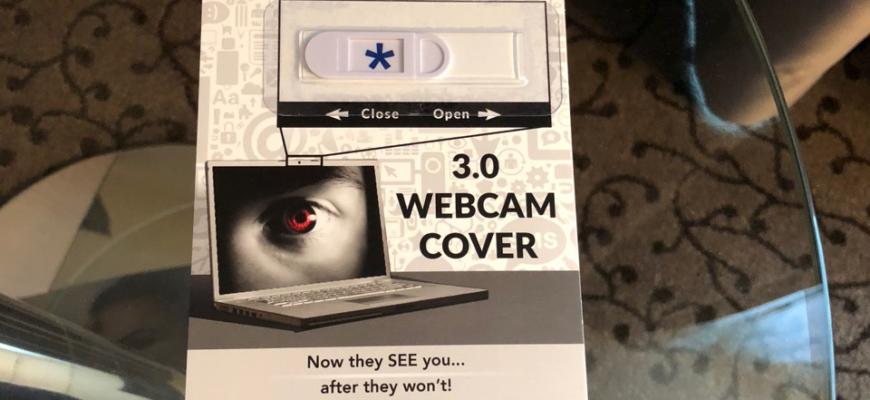 *
Close Open
3.0
WEBCAM
COVER
Now they SEE you...
after they won't!